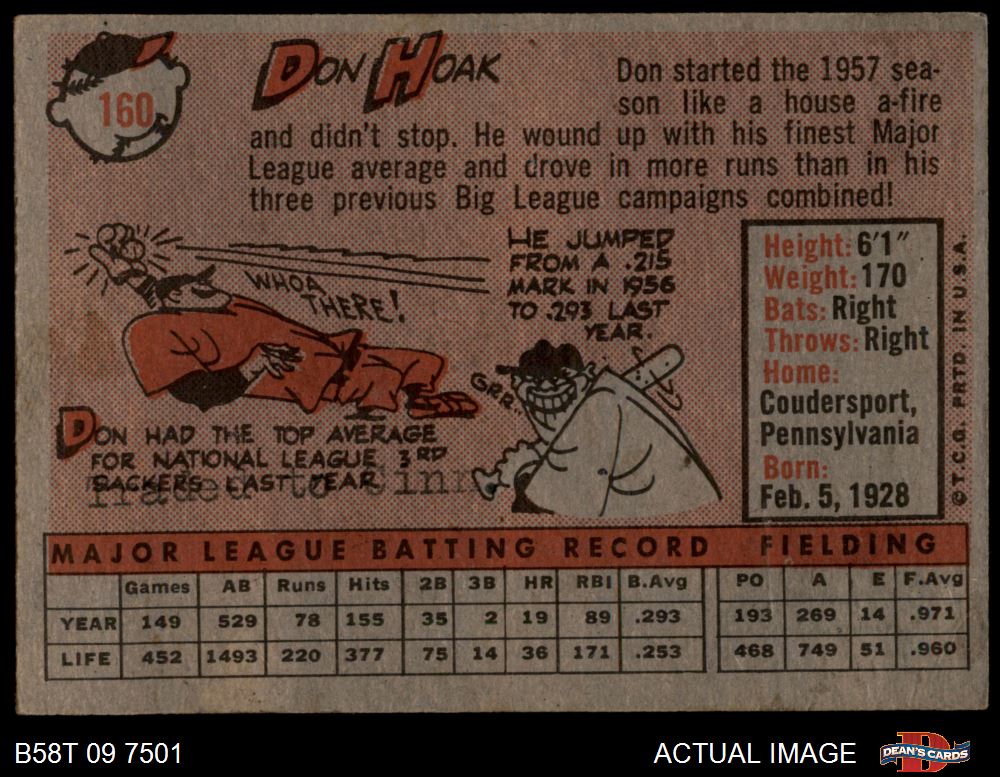 160
DON HOAK
Don started the 1957 sea-
son like a house a-fire
and didn't stop. He wound up with his finest Major
League average and drove in more runs than in his
three previous Big League campaigns combined!
WHOA
THERE!
HE JUMPED
FROM A .215
MARK IN 1956
TO .293 LAST
YEAR.
GRR..
DON HAD THE TOP AVERAGE
FOR NATIONAL LEAGUE 3RD
SACKERS LAST YEAR
Traded to Cinn
Height: 6'1"
Weight: 170
Bats: Right
Throws: Right
Home:
Coudersport,
Pennsylvania
Born:
Feb. 5, 1928
©T.C.G. PRTD. IN U.S.A.
MAJOR LEAGUE BATTING RECORD FIELDING
Games AB Runs Hits 2B 3B HR RBI B.Avg PO A E F.Avg
YEAR 149 529 78 155 35 2 19 89 .293 193 269 14 .971
LIFE 452 1493 220 377 75 14 36 171 .253 468 749 51 .960
B58T 09 7501
ACTUAL IMAGE
DEAN'S CARDS